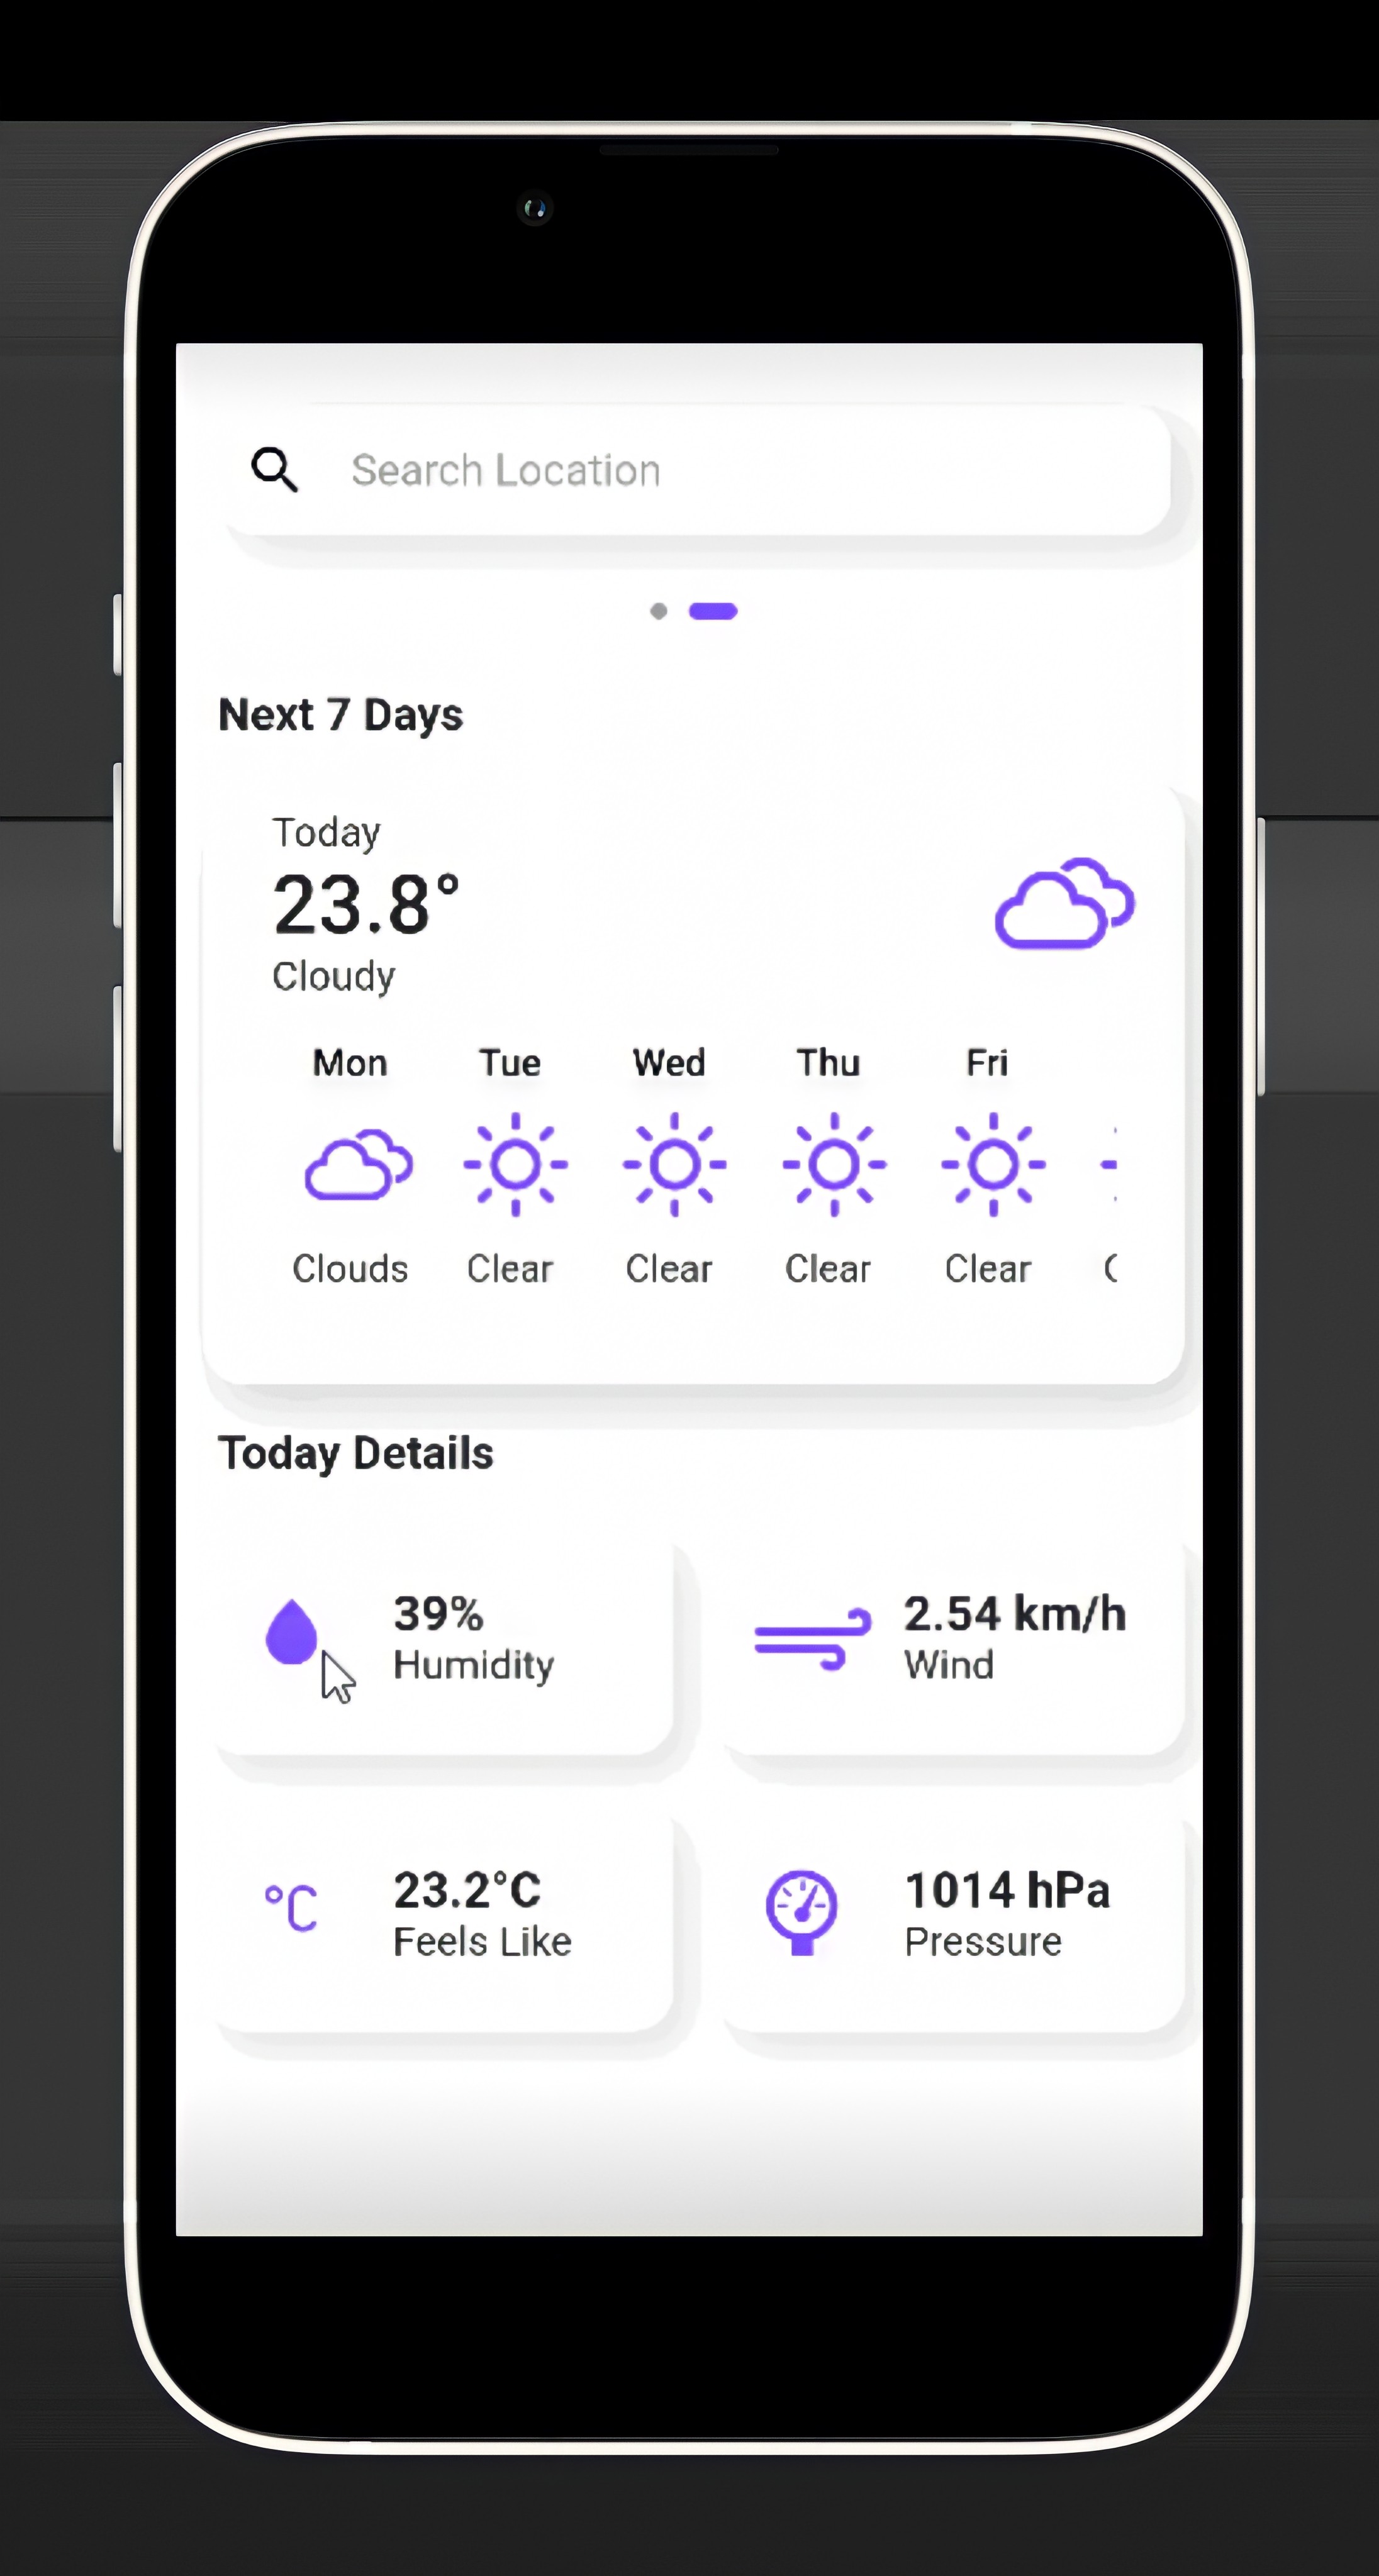 Search Location
Next 7 Days
Today
23.8°
Cloudy
Mon Tue Wed Thu Fri
Clouds Clear Clear Clear Clear
Today Details
39%
Humidity
2.54 km/h
Wind
°C
23.2°C
Feels Like
1014 hPa
Pressure